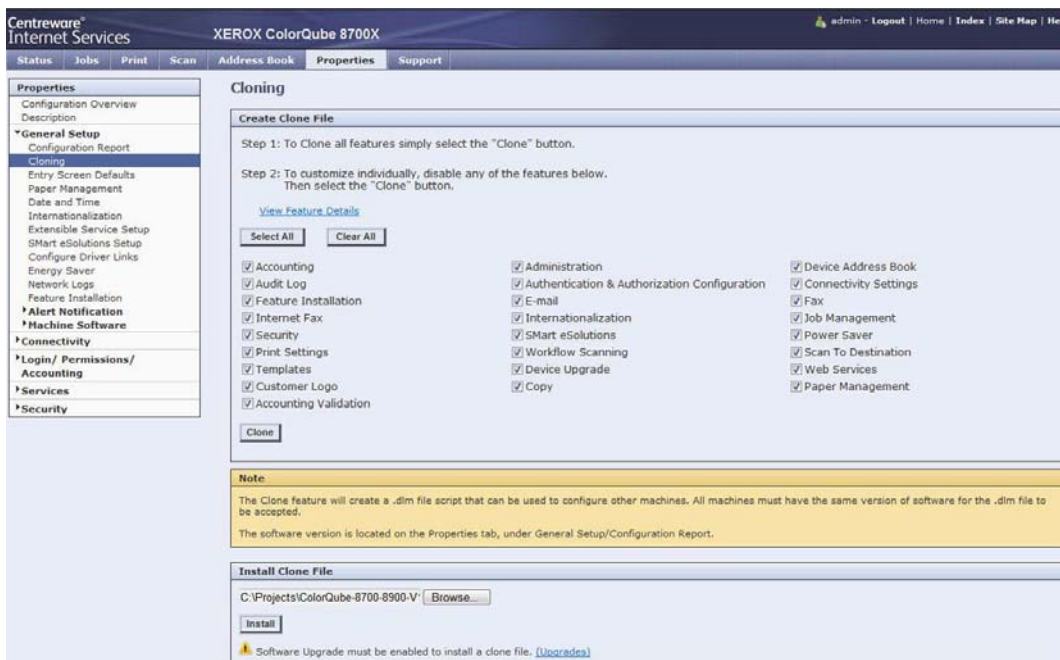 Centreware®
Internet Services
XEROX ColorQube 8700X
admin - Logout | Home | Index | Site Map | He
Status Jobs Print Scan Address Book Properties Support
Properties
Configuration Overview
Description
General Setup
Configuration Report
Cloning
Entry Screen Defaults
Paper Management
Date and Time
Internationalization
Extensible Service Setup
SMart eSolutions Setup
Configure Driver Links
Energy Saver
Network Logs
Feature Installation
Alert Notification
Machine Software
Connectivity
Login/ Permissions/
Accounting
Services
Security
Cloning
Create Clone File
Step 1: To Clone all features simply select the "Clone" button.
Step 2: To customize individually, disable any of the features below.
Then select the "Clone" button.
View Feature Details
Select All Clear All
Accounting Administration Device Address Book
Audit Log Authentication & Authorization Configuration Connectivity Settings
Feature Installation E-mail Fax
Internet Fax Internationalization Job Management
Security SMart eSolutions Power Saver
Print Settings Workflow Scanning Scan To Destination
Templates Device Upgrade Web Services
Customer Logo Copy Paper Management
Accounting Validation
Clone
Note
The Clone feature will create a .dlm file script that can be used to configure other machines. All machines must have the same version of software for the .dlm file to
be accepted.
The software version is located on the Properties tab, under General Setup/Configuration Report.
Install Clone File
C:\Projects\ColorQube-8700-8900-V Browse...
Install
Software Upgrade must be enabled to install a clone file. (Upgrades)